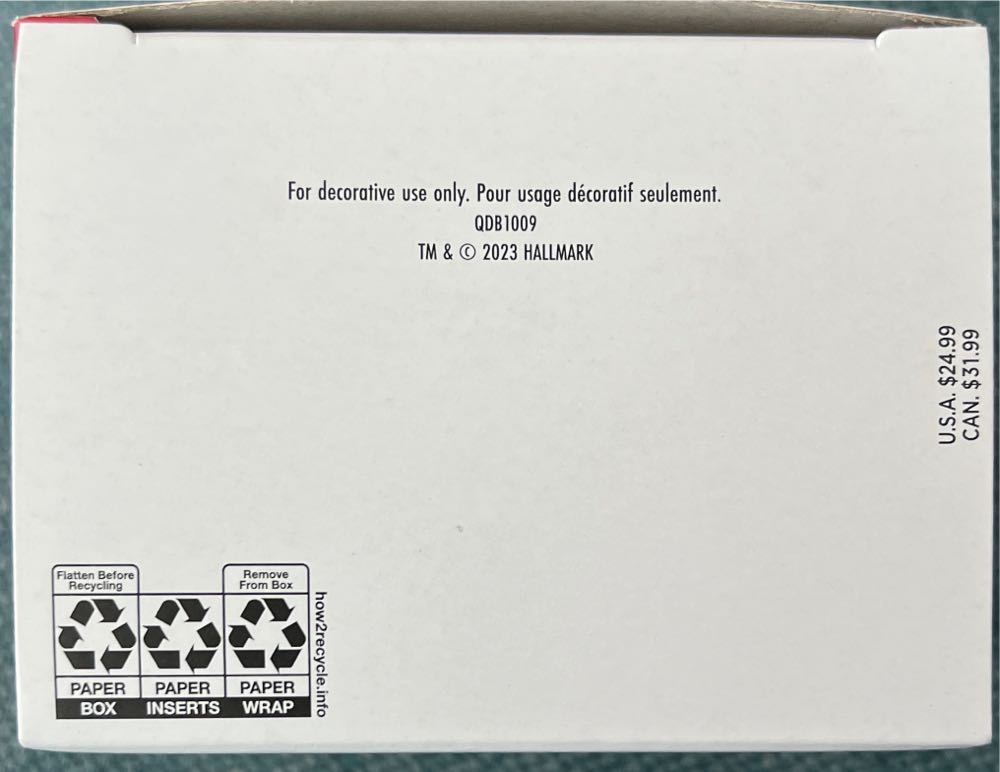 For decorative use only. Pour usage décoratif seulement.
QDB1009
TM & © 2023 HALLMARK
U.S.A. $24.99
CAN. $31.99
Flatten Before
Recycling
Remove
From Box
PAPER
PAPER
PAPER
BOX
INSERTS
WRAP
how2recycle.info